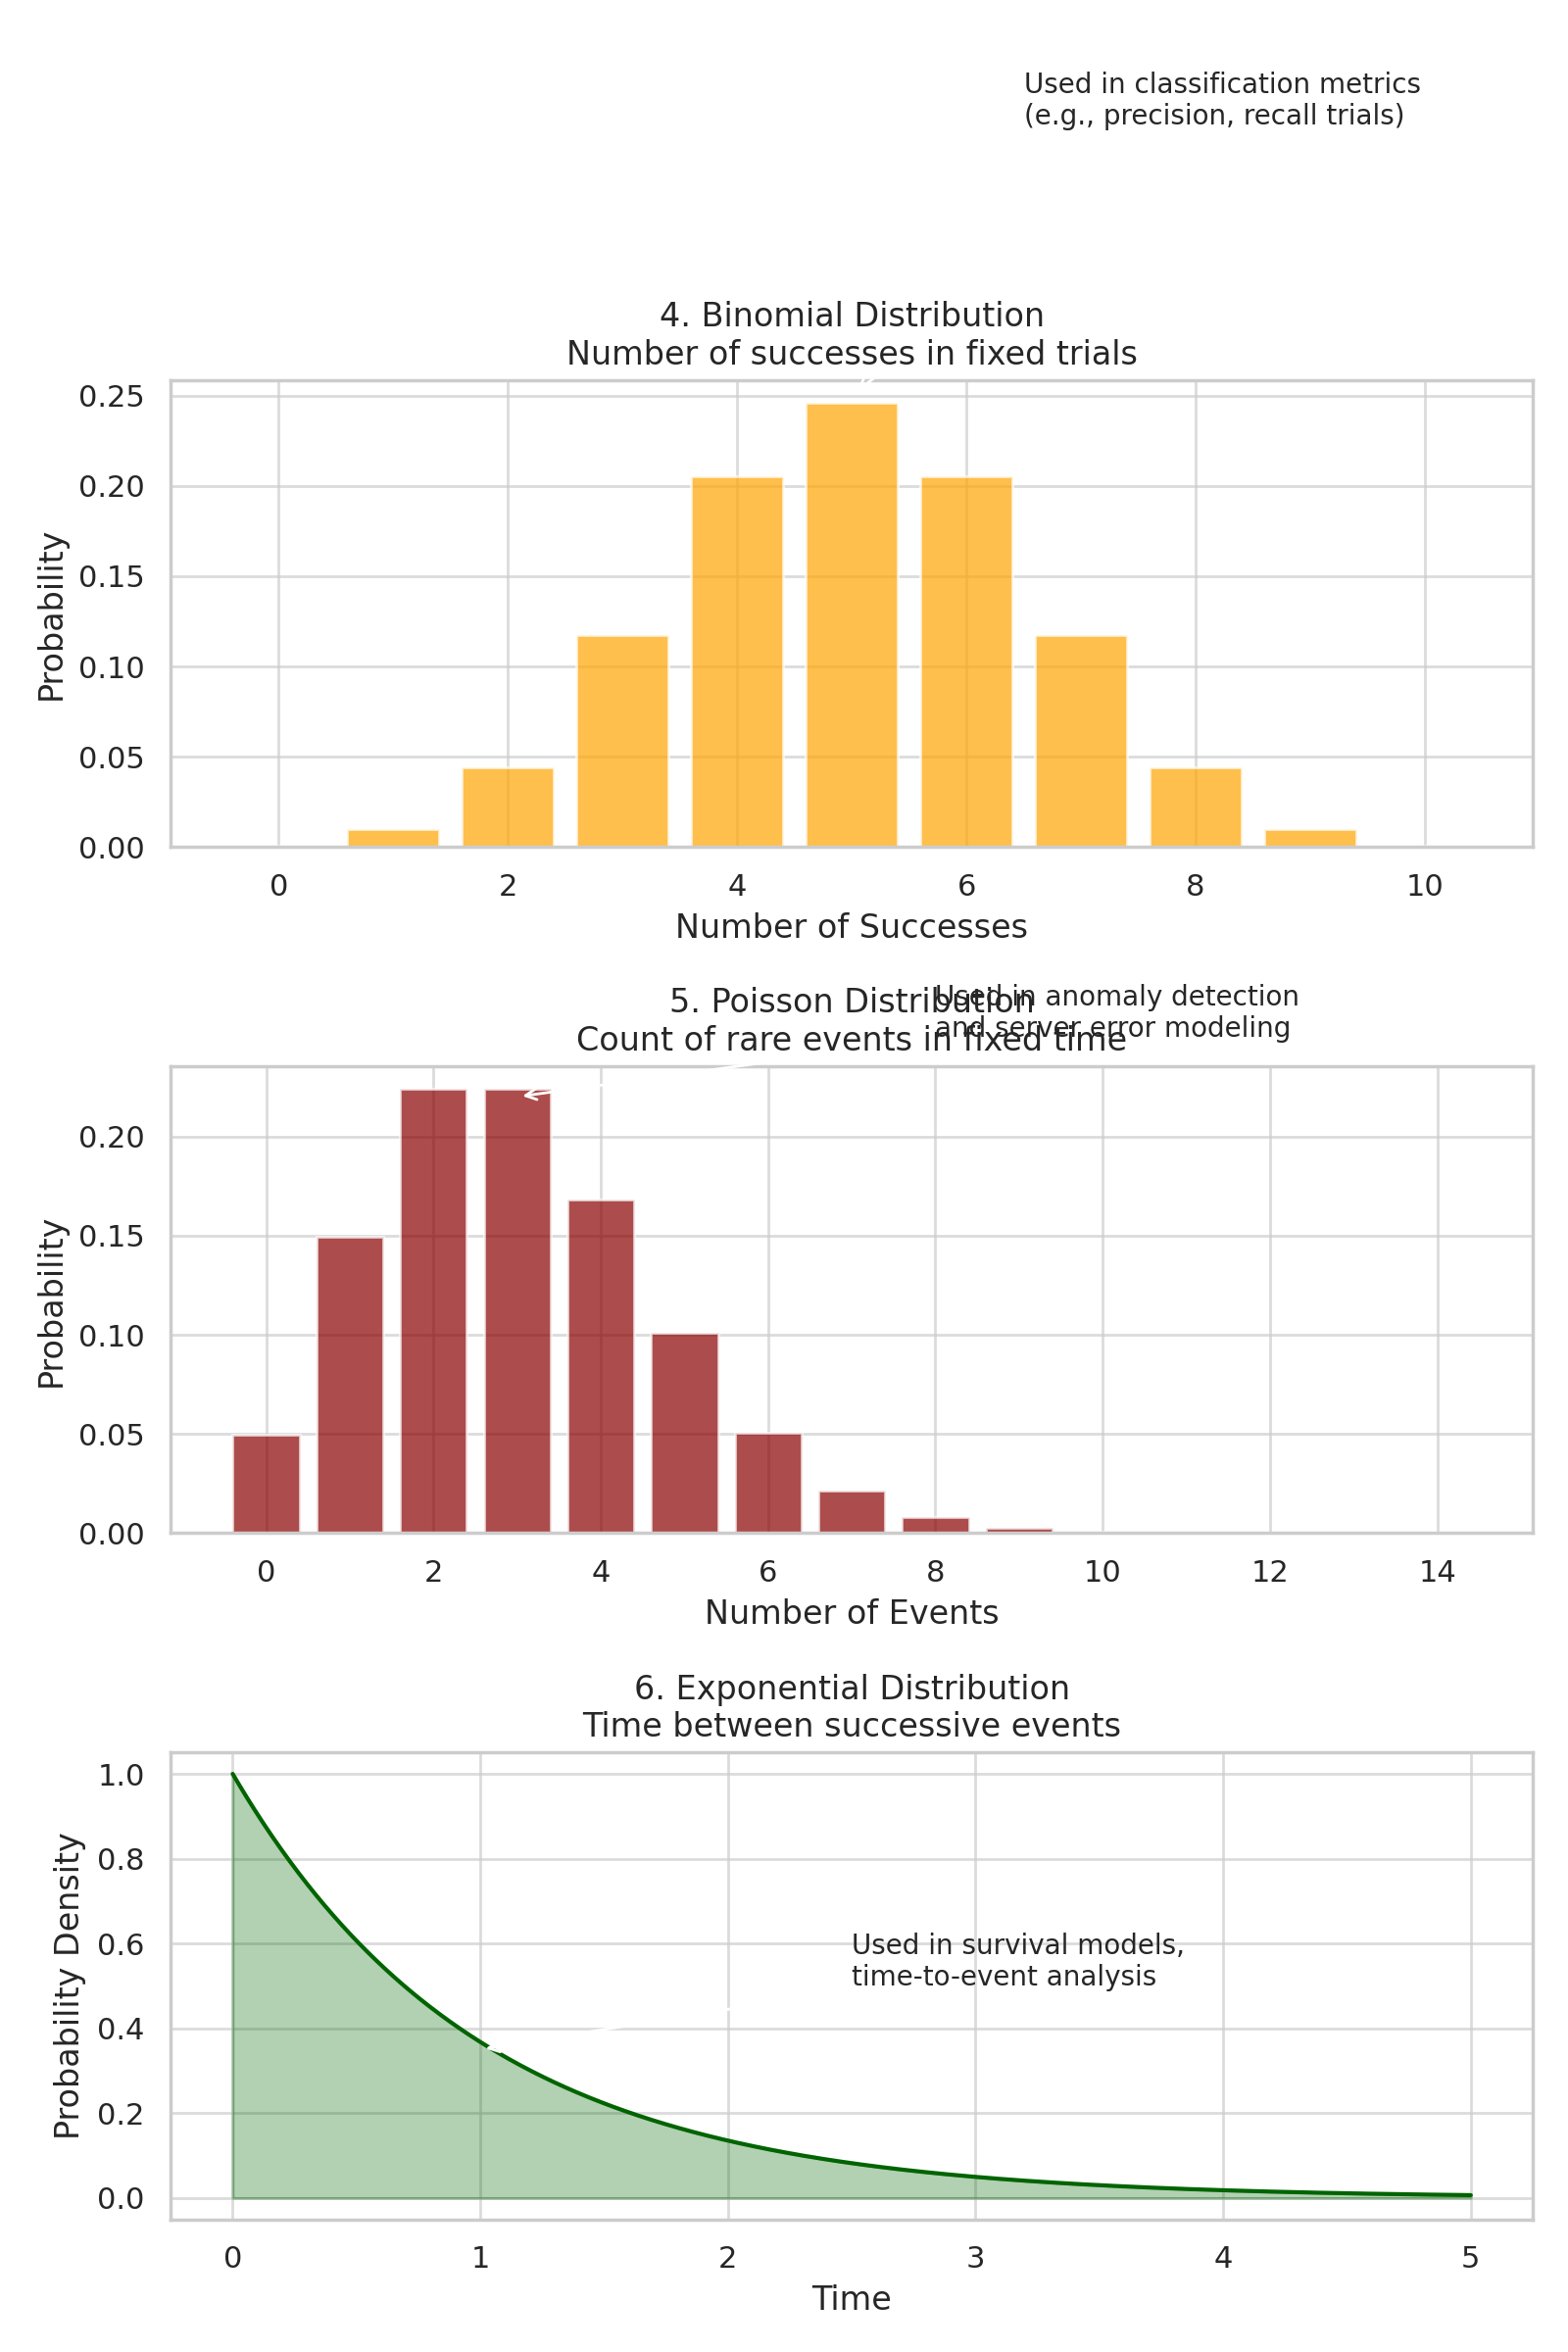 Used in classification metrics
(e.g., precision, recall trials)
4. Binomial Distribution
Number of successes in fixed trials
Probability
0.25
0.20
0.15
0.10
0.05
0.00
0 2 4 6 8 10
Number of Successes
5. Poisson Distribution
Count of rare events in fixed time
Used in anomaly detection
and server error modeling
Probability
0.20
0.15
0.10
0.05
0.00
0 2 4 6 8 10 12 14
Number of Events
6. Exponential Distribution
Time between successive events
Probability Density
1.0
0.8
0.6
0.4
0.2
0.0
Used in survival models,
time-to-event analysis
0 1 2 3 4 5
Time